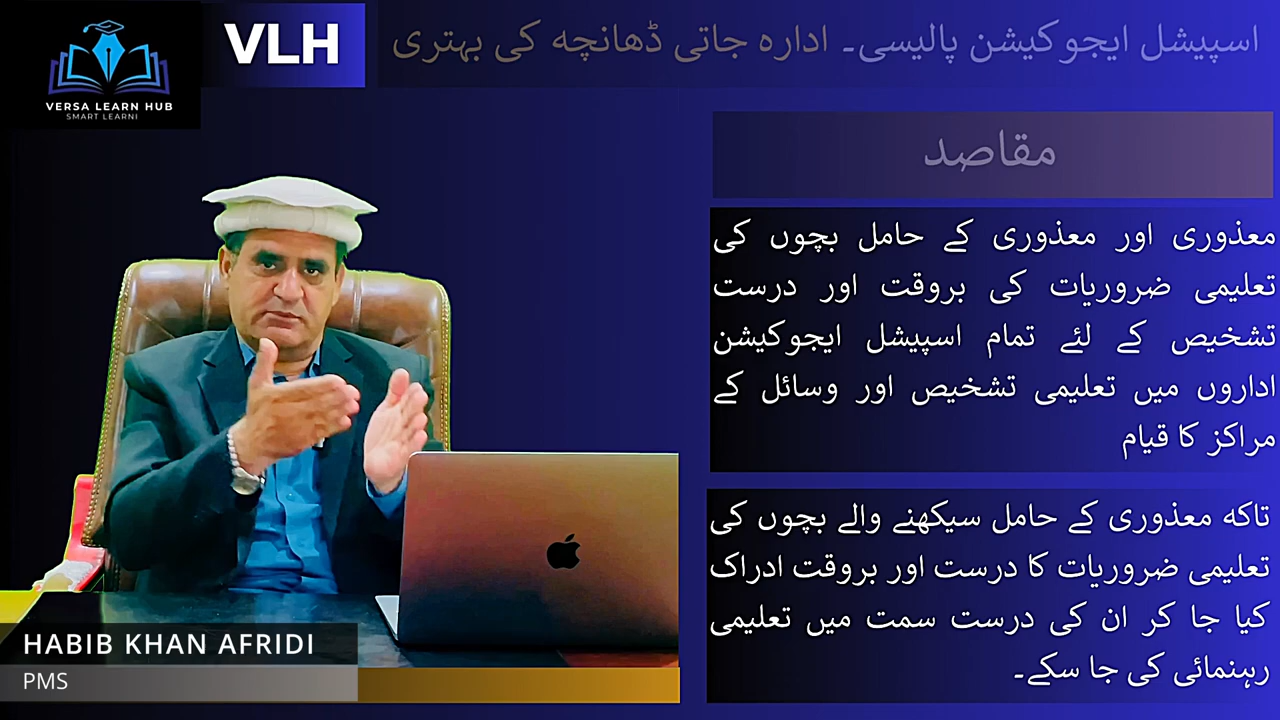 VERSA LEARN HUB
SMART LEARNI
VLH
اسپیشل ایجوکیشن پالیسی۔ ادارہ جاتی ڈھانچہ کی بہتری
مقاصد
معذوری اور معذوری کے حامل بچوں کی
تعلیمی ضروریات کی بروقت اور درست
تشخیص کے لئے تمام اسپیشل ایجوکیشن
اداروں میں تعلیمی تشخیص اور وسائل کے
مراکز کا قیام
تاکہ معذوری کے حامل سیکھنے والے بچوں کی
تعلیمی ضروریات کا درست اور بروقت ادراک
کیا جا کر ان کی درست سمت میں تعلیمی
رہنمائی کی جا سکے۔
HABIB KHAN AFRIDI
PMS